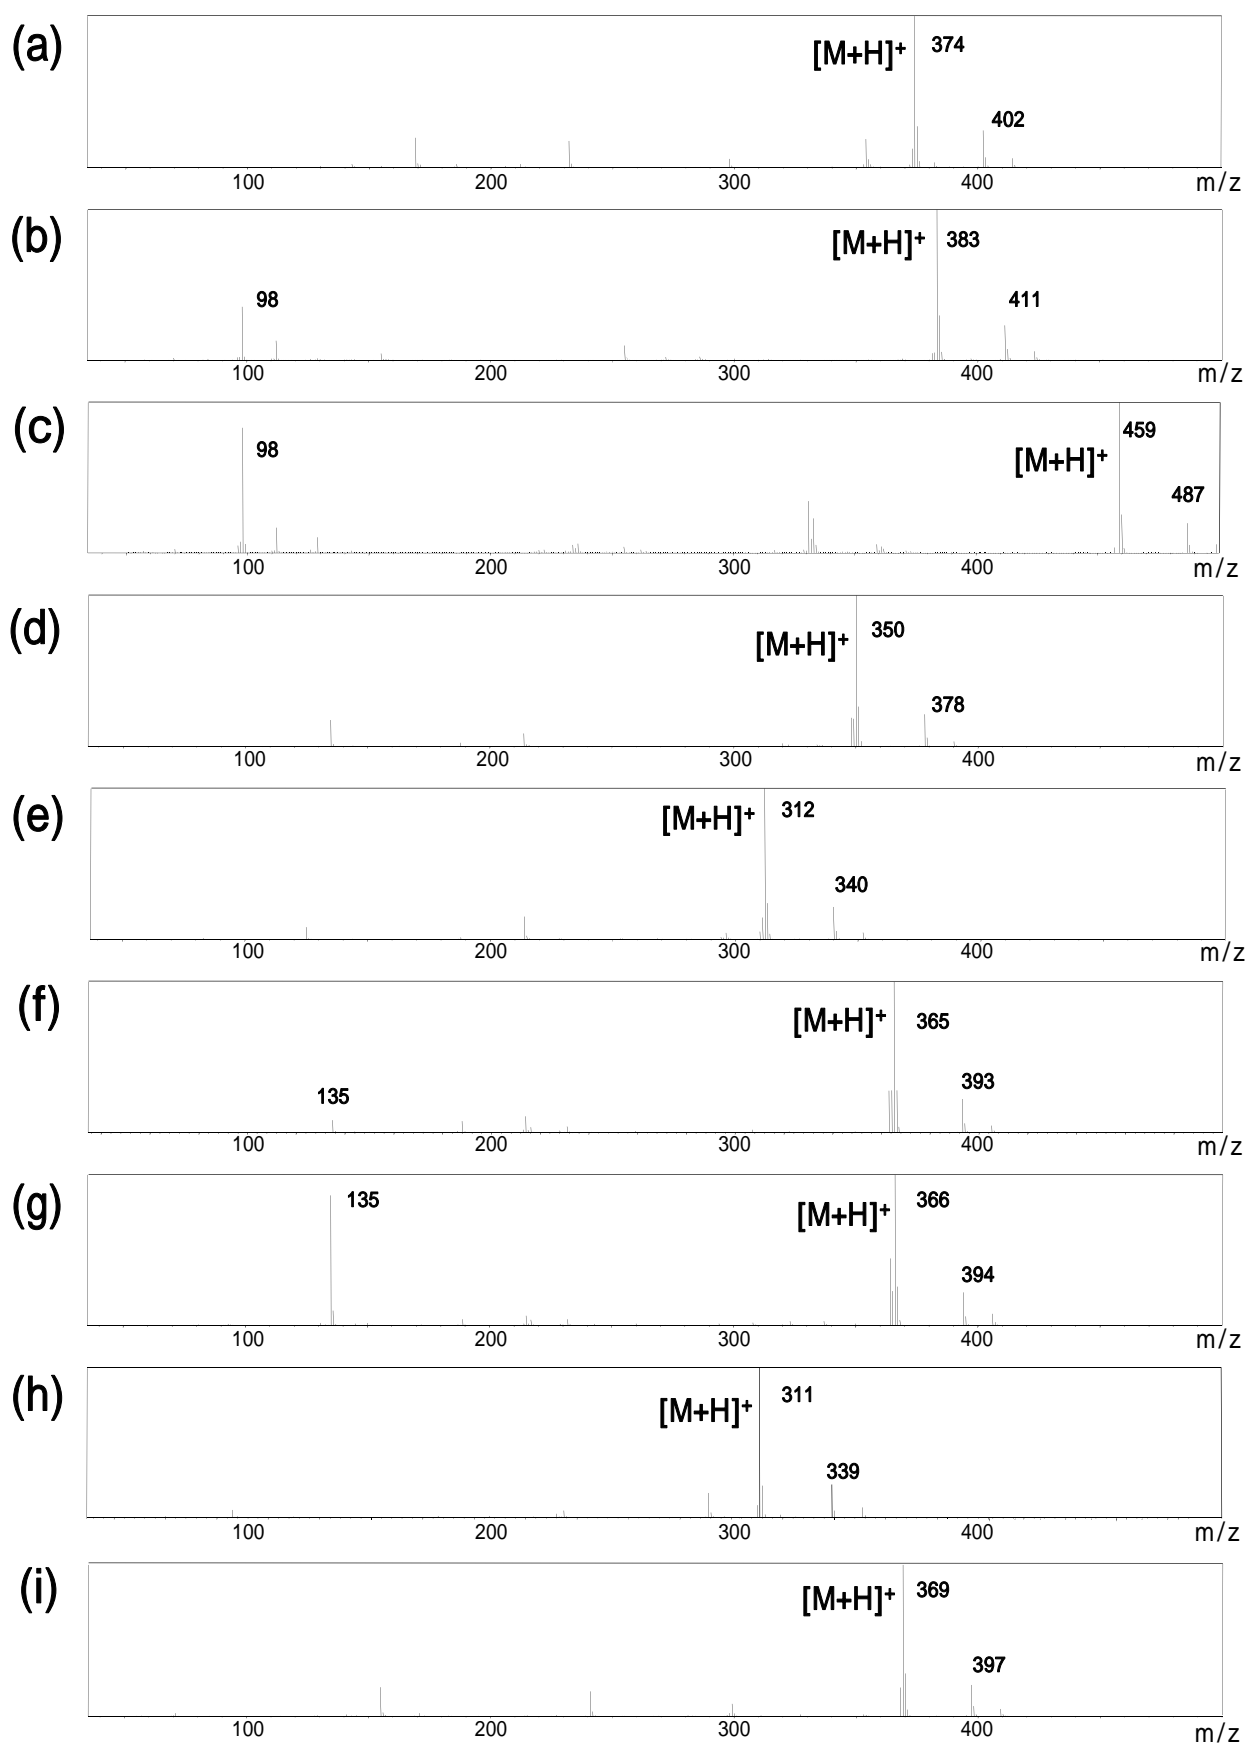 (a)
[M+H]+ 374
402
100 200 300 400 m/z
(b)
[M+H]+ 383
98
411
100 200 300 400 m/z
(c)
459
98
[M+H]+
487
100 200 300 400 m/z
(d)
[M+H]+ 350
378
100 200 300 400 m/z
(e)
[M+H]+ 312
340
100 200 300 400 m/z
(f)
[M+H]+ 365
135
393
100 200 300 400 m/z
(g)
135
366
[M+H]+
394
100 200 300 400 m/z
(h)
[M+H]+ 311
339
100 200 300 400 m/z
(i)
[M+H]+ 369
397
100 200 300 400 m/z